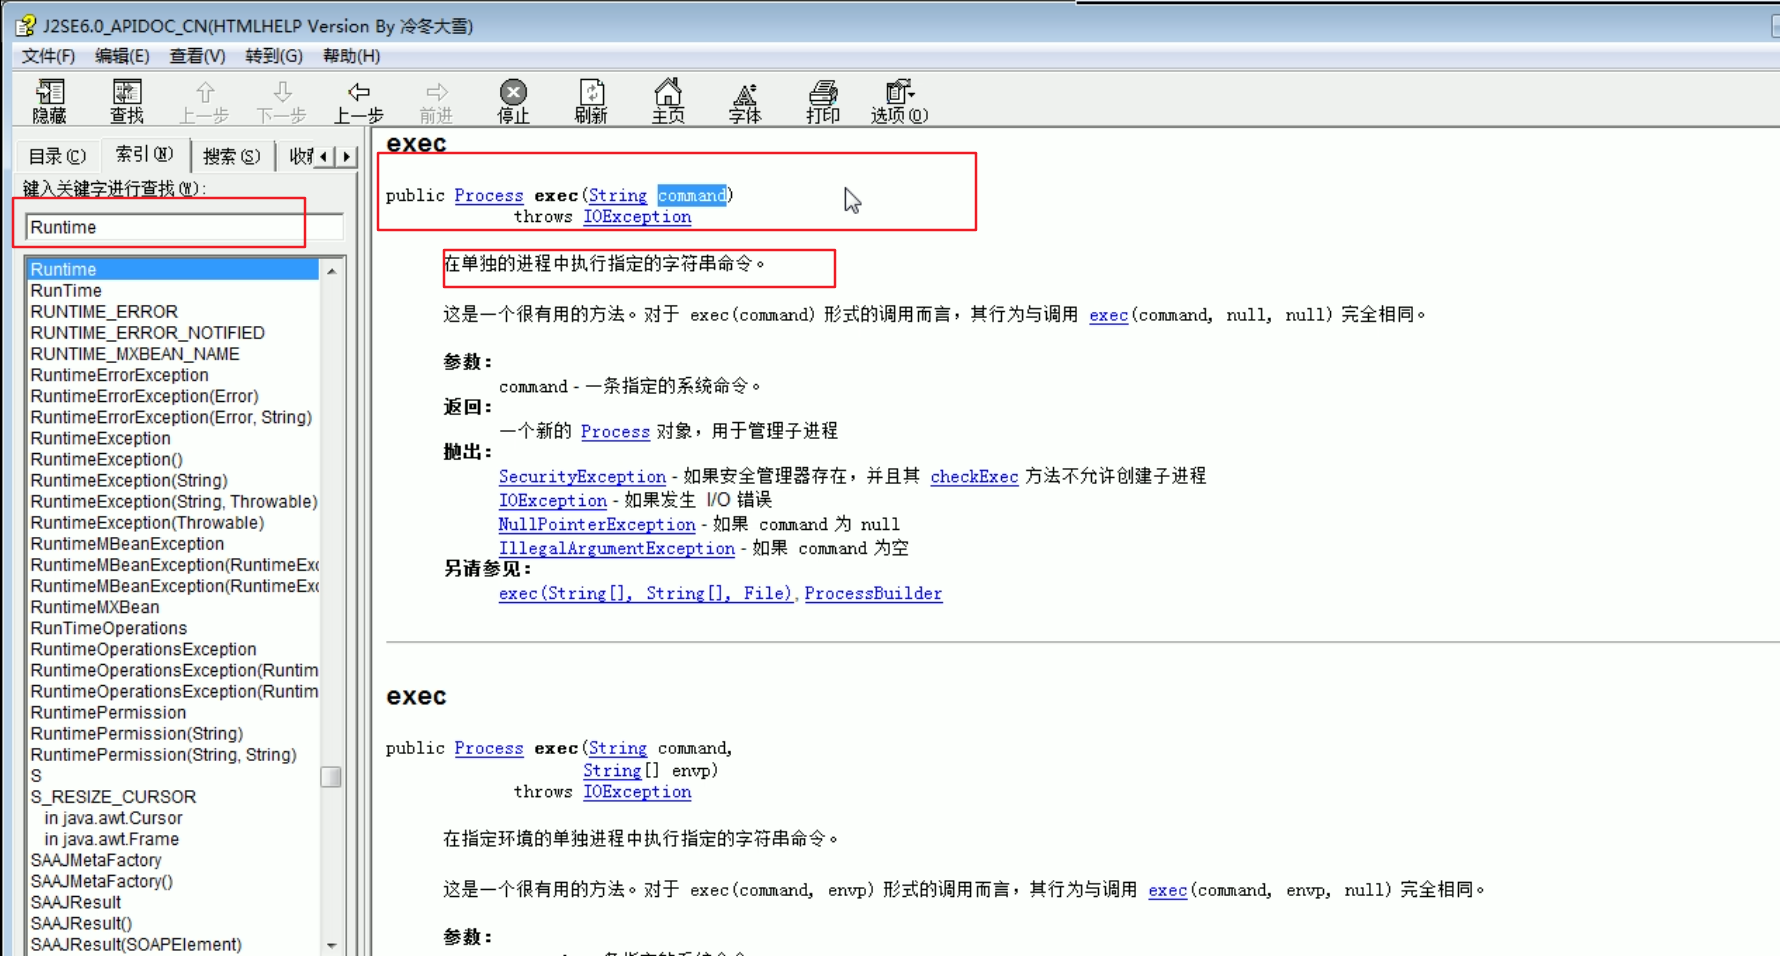 J2SE6.0_APIDOC_CN(HTMLHELP Version By 冷冬大雪)
文件(F) 编辑(E) 查看(V) 转到(G) 帮助(H)
隐藏 查找 上一步 下一步 上一步 前进 停止 刷新 主页 字体 打印 选项(O)
目录(C) 索引(N) 搜索(S)
键入关键字进行查找(W):
Runtime
Runtime
RunTime
RUNTIME_ERROR
RUNTIME_ERROR_NOTIFIED
RUNTIME_MXBEAN_NAME
RuntimeErrorException
RuntimeErrorException(Error)
RuntimeErrorException(Error, String)
RuntimeException
RuntimeException()
RuntimeException(String)
RuntimeException(String, Throwable)
RuntimeException(Throwable)
RuntimeMBeanException
RuntimeMBeanException(RuntimeExc
RuntimeMBeanException(RuntimeExc
RuntimeMXBean
RunTimeOperations
RuntimeOperationsException
RuntimeOperationsException(Runtim
RuntimeOperationsException(Runtim
RuntimePermission
RuntimePermission(String)
RuntimePermission(String, String)
S
S_RESIZE_CURSOR
in java.awt.Cursor
in java.awt.Frame
SAAJMetaFactory
SAAJMetaFactory()
SAAJResult
SAAJResult()
SAAJResult(SOAPElement)
exec
public Process exec(String command)
throws IOException
在单独的进程中执行指定的字符串命令。
这是一个很有用的方法。对于 exec(command) 形式的调用而言，其行为与调用 exec(command, null, null) 完全相同。
参数：
command - 一条指定的系统命令。
返回：
一个新的 Process 对象，用于管理子进程
抛出：
SecurityException - 如果安全管理器存在，并且其 checkExec 方法不允许创建子进程
IOException - 如果发生 I/O 错误
NullPointerException - 如果 command 为 null
IllegalArgumentException - 如果 command 为空
另请参见：
exec(String[], String[], File), ProcessBuilder
exec
public Process exec(String command,
String[] envp)
throws IOException
在指定环境的单独进程中执行指定的字符串命令。
这是一个很有用的方法。对于 exec(command, envp) 形式的调用而言，其行为与调用 exec(command, envp, null) 完全相同。
参数：